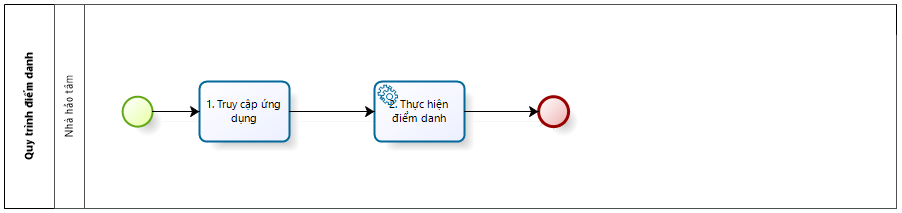 Quy trình điểm danh
Nhà hảo tâm
1. Truy cập ứng
dụng
2. Thực hiện
điểm danh